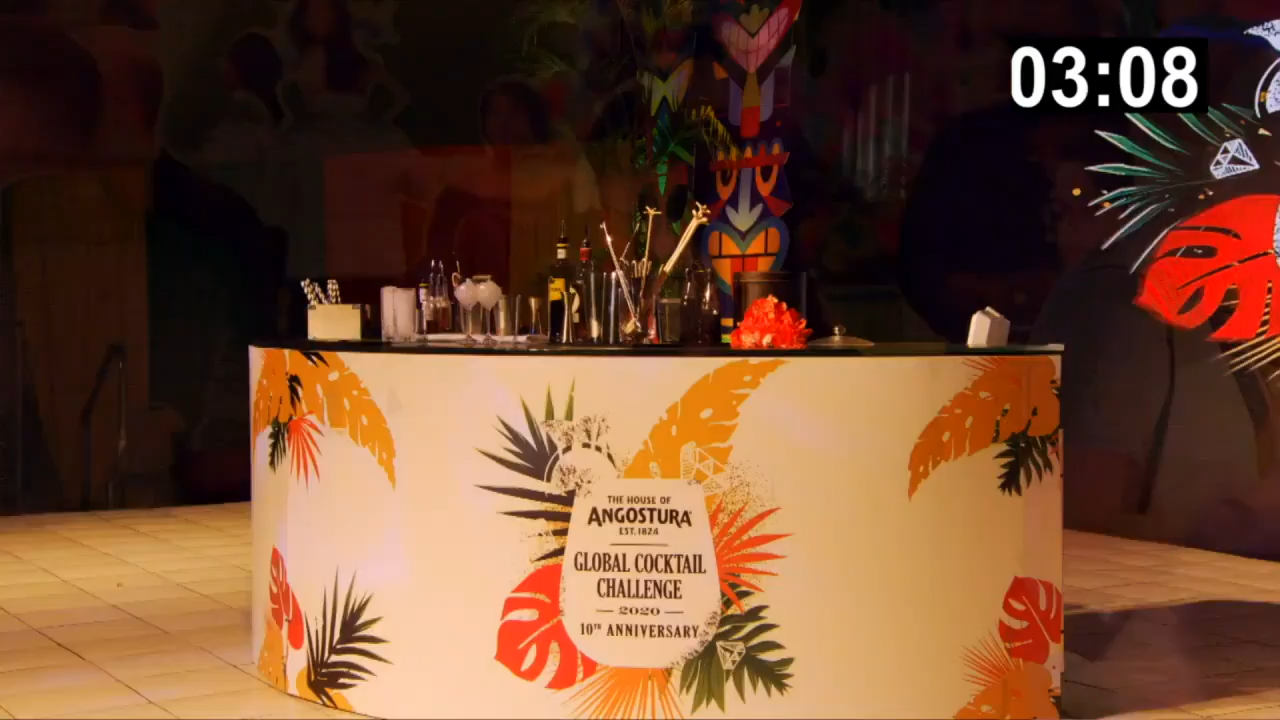 03:08
THE HOUSE OF
ANGOSTURA
EST. 1824
GLOBAL COCKTAIL
CHALLENGE
2020
10TH ANNIVERSARY